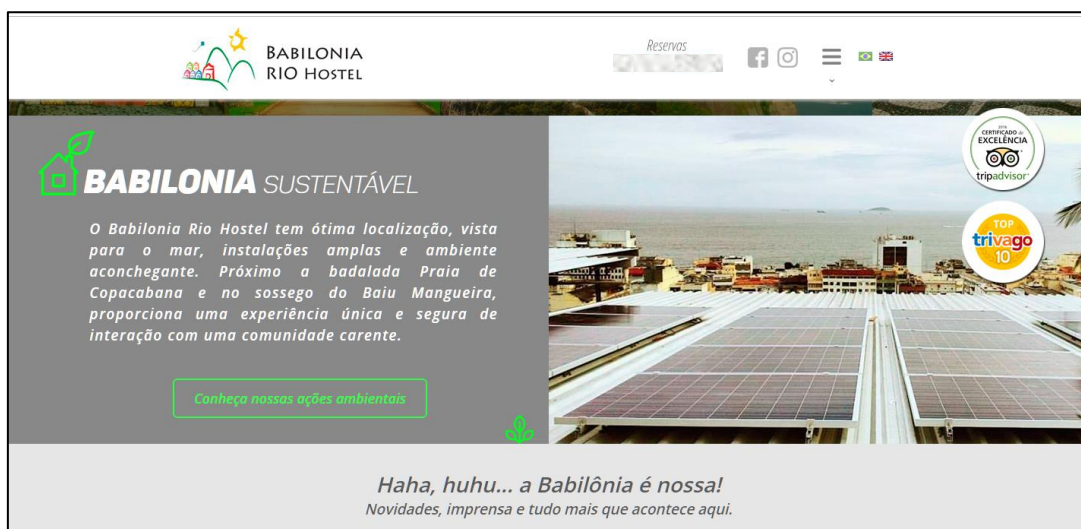 BABILONIA
RIO HOSTEL
Reservas
CERTIFICADO de
EXCELÊNCIA
tripadvisor
TOP
trivago
10
BABILONIA SUSTENTÁVEL
O Babilonia Rio Hostel tem ótima localização, vista
para o mar, instalações amplas e ambiente
aconchegante. Próximo a badalada Praia de
Copacabana e no sossego do Baiu Mangueira,
proporciona uma experiência única e segura de
interação com uma comunidade carente.
Conheça nossas ações ambientais
Haha, huhu... a Babilônia é nossa!
Novidades, imprensa e tudo mais que acontece aqui.